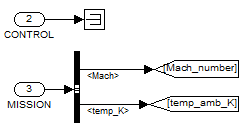 2
CONTROL
[Mach_number]
<Mach>
3
MISSION
[temp_amb_K]
<temp_K>